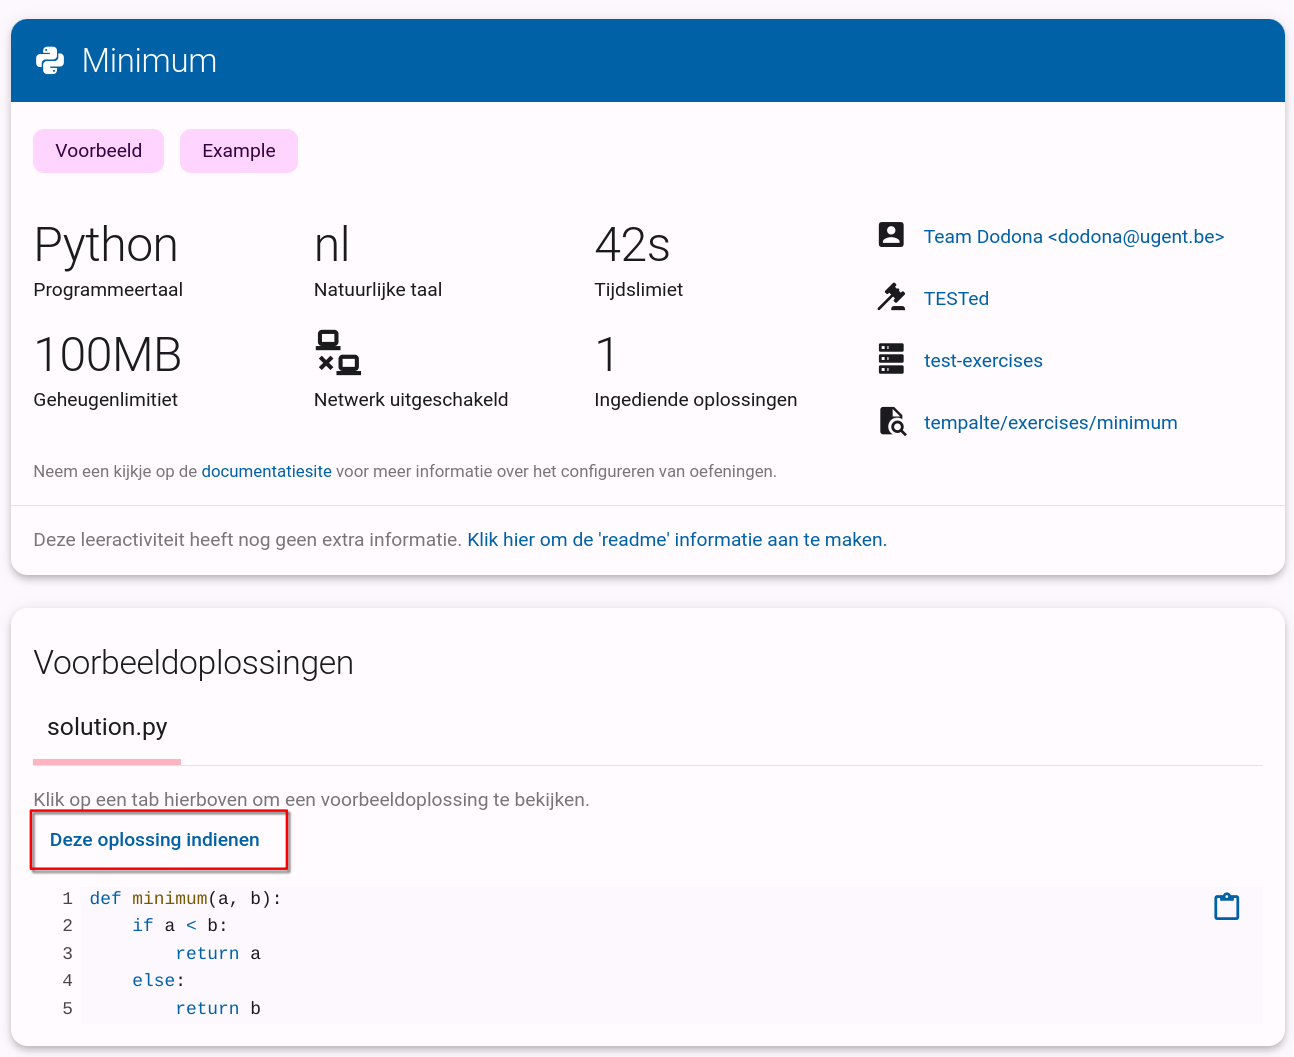 Minimum
Voorbeeld Example
Python nl 42s
Programmeertaal Natuurlijke taal Tijdslimiet
100MB 1
Geheugenlimitiet Netwerk uitgeschakeld Ingediende oplossingen
Team Dodona <dodona@ugent.be>
TESTed
test-exercises
tempalte/exercises/minimum
Neem een kijkje op de documentatiesite voor meer informatie over het configureren van oefeningen.
Deze leeractiviteit heeft nog geen extra informatie. Klik hier om de 'readme' informatie aan te maken.
Voorbeeldoplossingen
solution.py
Klik op een tab hierboven om een voorbeeldoplossing te bekijken.
Deze oplossing indienen
1 def minimum(a, b):
2     if a < b:
3         return a
4     else:
5         return b